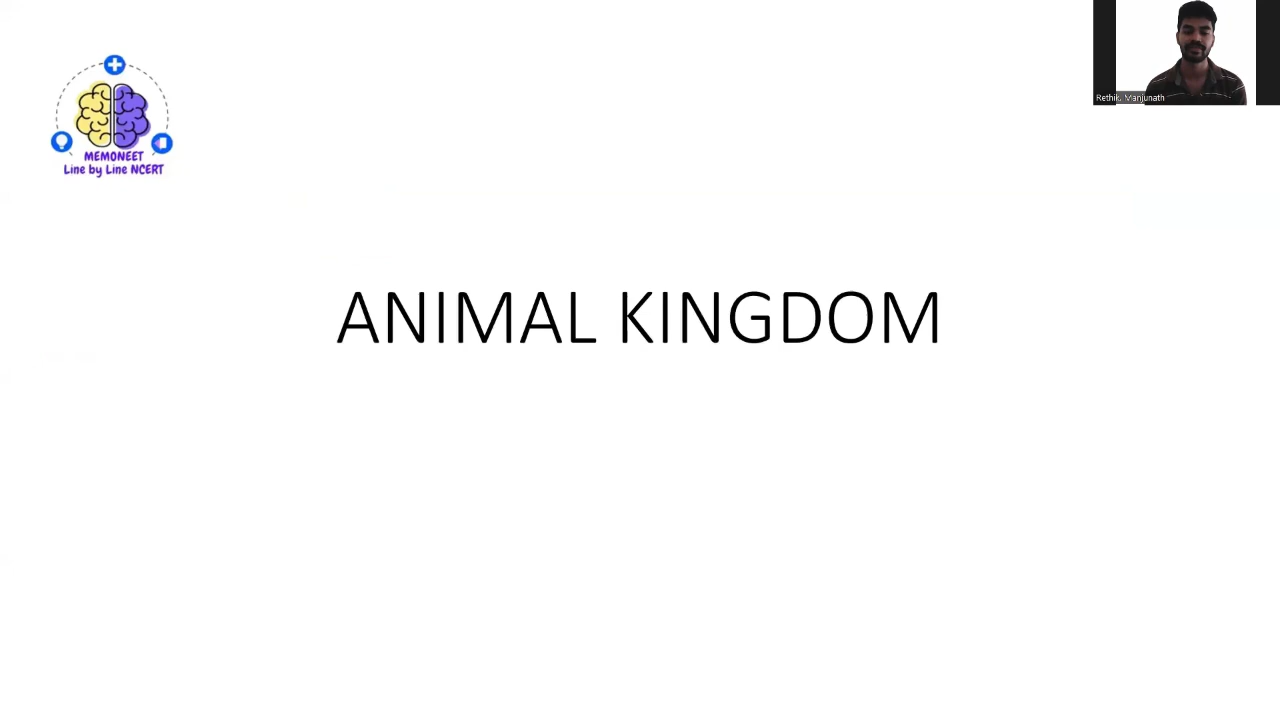 MEMONEET
Line by Line NCERT
Rethik. Manjunath
ANIMAL KINGDOM